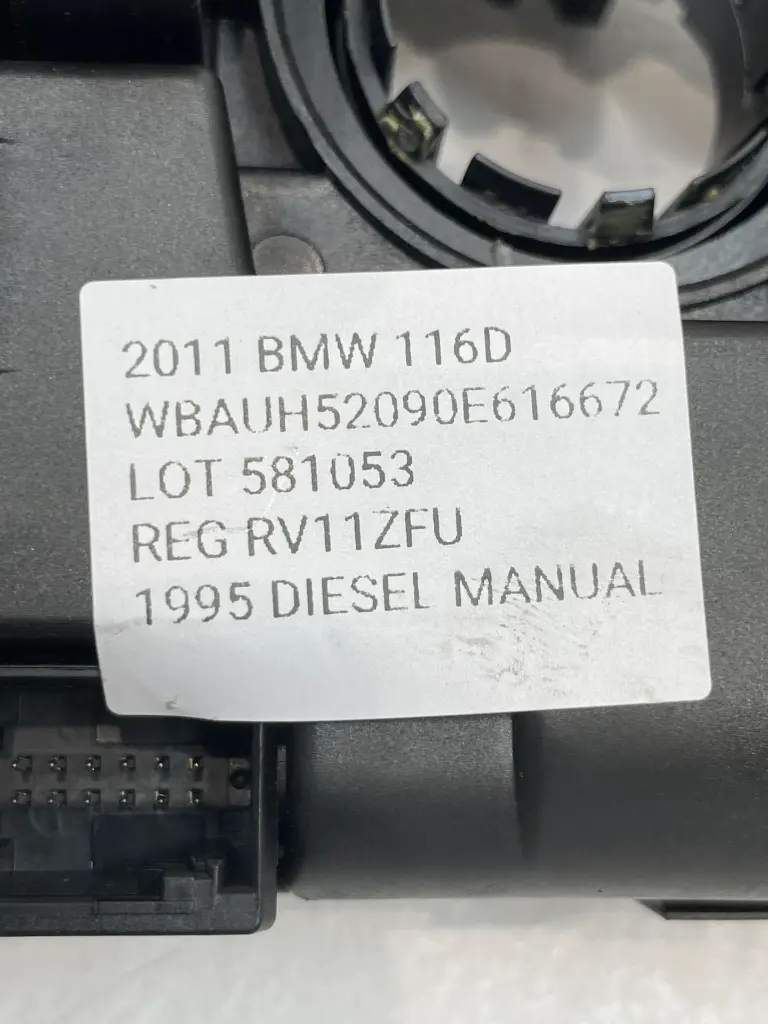 2011 BMW 116D
WBAUH52090E616672
LOT 581053
REG RV11ZFU
1995 DIESEL MANUAL